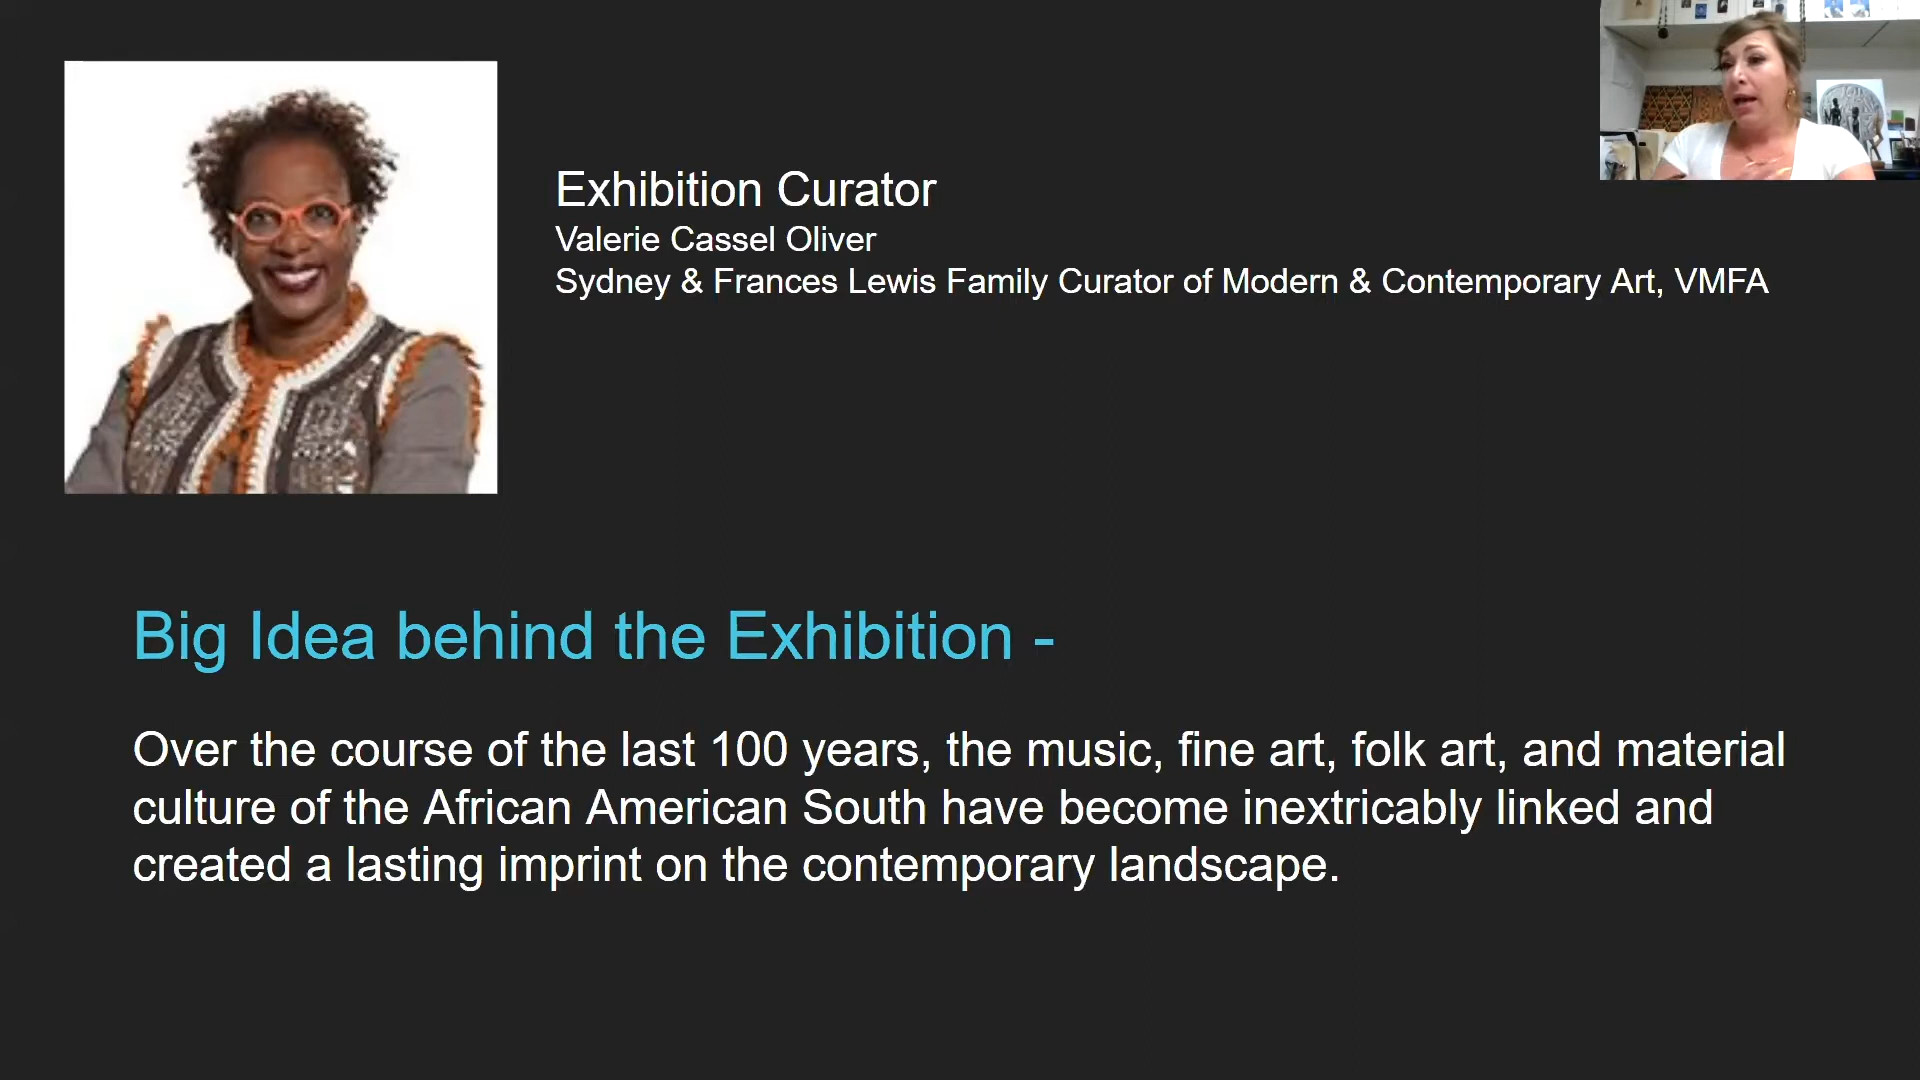 Exhibition Curator
Valerie Cassel Oliver
Sydney & Frances Lewis Family Curator of Modern & Contemporary Art, VMFA
Big Idea behind the Exhibition -
Over the course of the last 100 years, the music, fine art, folk art, and material
culture of the African American South have become inextricably linked and
created a lasting imprint on the contemporary landscape.